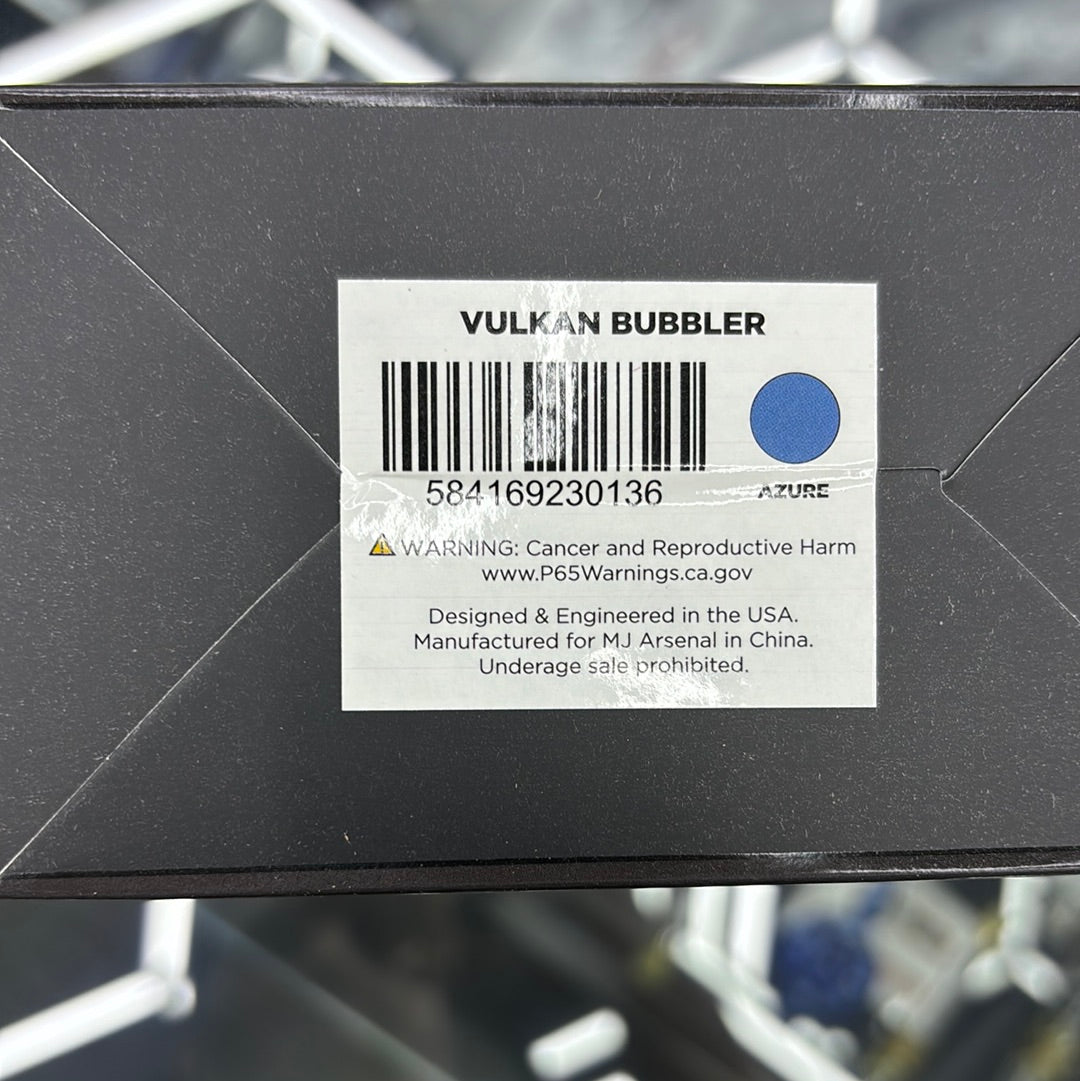 VULKAN BUBBLER
584169230136
AZURE
WARNING: Cancer and Reproductive Harm
www.P65Warnings.ca.gov
Designed & Engineered in the USA.
Manufactured for MJ Arsenal in China.
Underage sale prohibited.